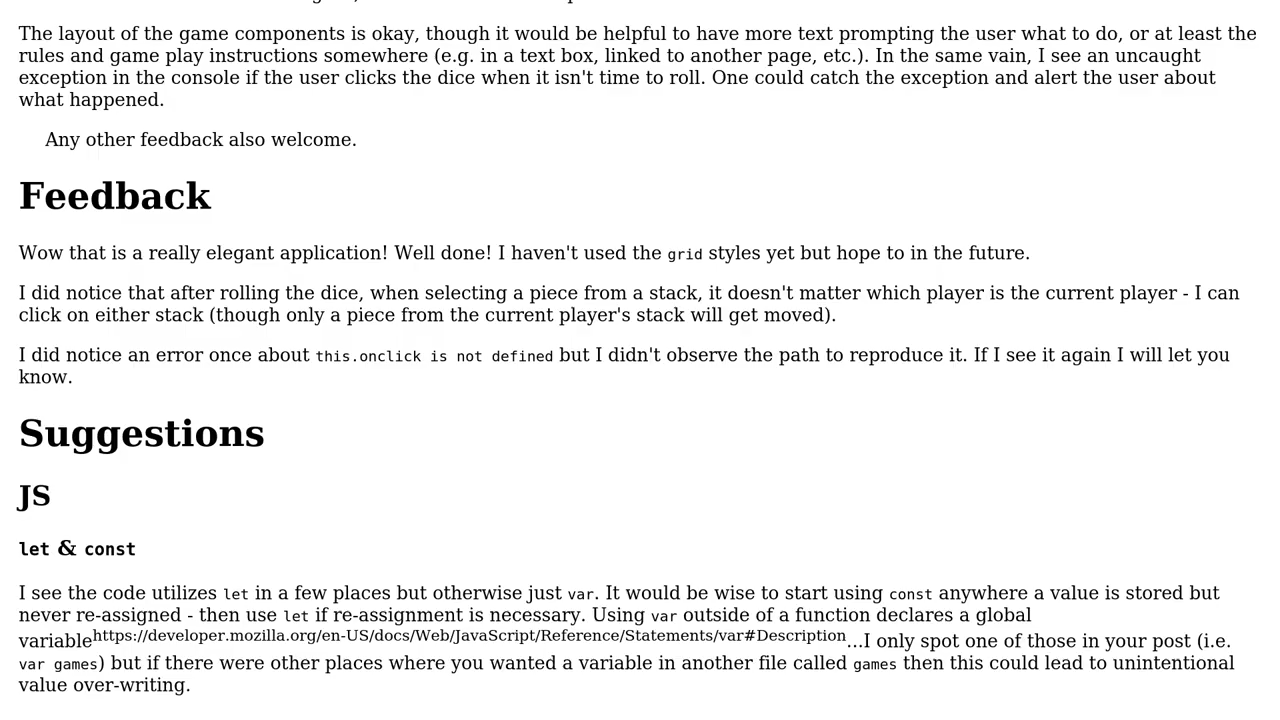 The layout of the game components is okay, though it would be helpful to have more text prompting the user what to do, or at least the
rules and game play instructions somewhere (e.g. in a text box, linked to another page, etc.). In the same vain, I see an uncaught
exception in the console if the user clicks the dice when it isn't time to roll. One could catch the exception and alert the user about
what happened.
Any other feedback also welcome.
Feedback
Wow that is a really elegant application! Well done! I haven't used the grid styles yet but hope to in the future.
I did notice that after rolling the dice, when selecting a piece from a stack, it doesn't matter which player is the current player - I can
click on either stack (though only a piece from the current player's stack will get moved).
I did notice an error once about this.onclick is not defined but I didn't observe the path to reproduce it. If I see it again I will let you
know.
Suggestions
JS
let & const
I see the code utilizes let in a few places but otherwise just var. It would be wise to start using const anywhere a value is stored but
never re-assigned - then use let if re-assignment is necessary. Using var outside of a function declares a global
variablehttps://developer.mozilla.org/en-US/docs/Web/JavaScript/Reference/Statements/var#Description...I only spot one of those in your post (i.e.
var games) but if there were other places where you wanted a variable in another file called games then this could lead to unintentional
value over-writing.